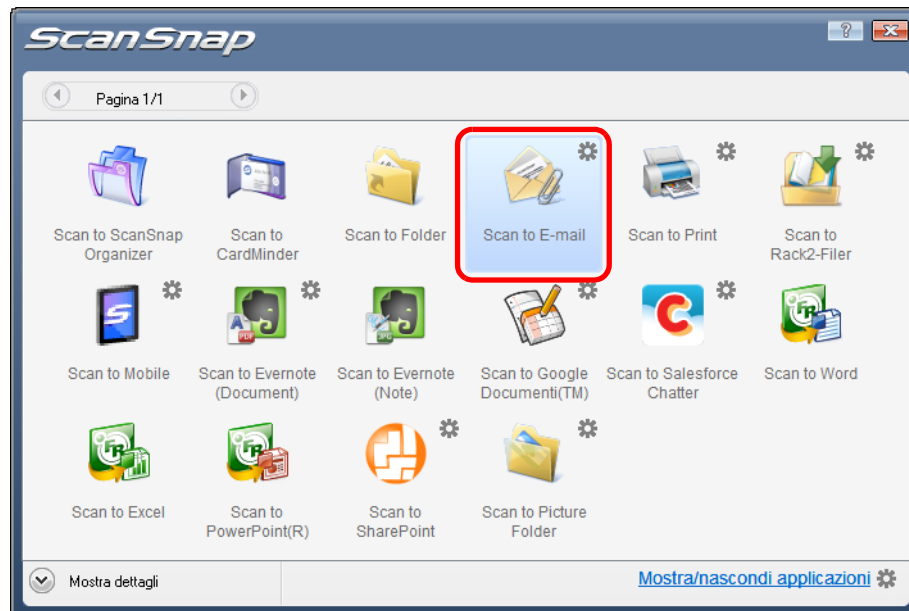 ScanSnap
Pagina 1/1
Scan to ScanSnap
Organizer
Scan to
CardMinder
Scan to Folder
Scan to E-mail
Scan to Print
Scan to
Rack2-Filer
Scan to Mobile
Scan to Evernote
(Document)
Scan to Evernote
(Note)
Scan to Google
Documenti(TM)
Scan to Salesforce
Chatter
Scan to Word
Scan to Excel
Scan to
PowerPoint(R)
Scan to
SharePoint
Scan to Picture
Folder
Mostra dettagli
Mostra/nascondi applicazioni